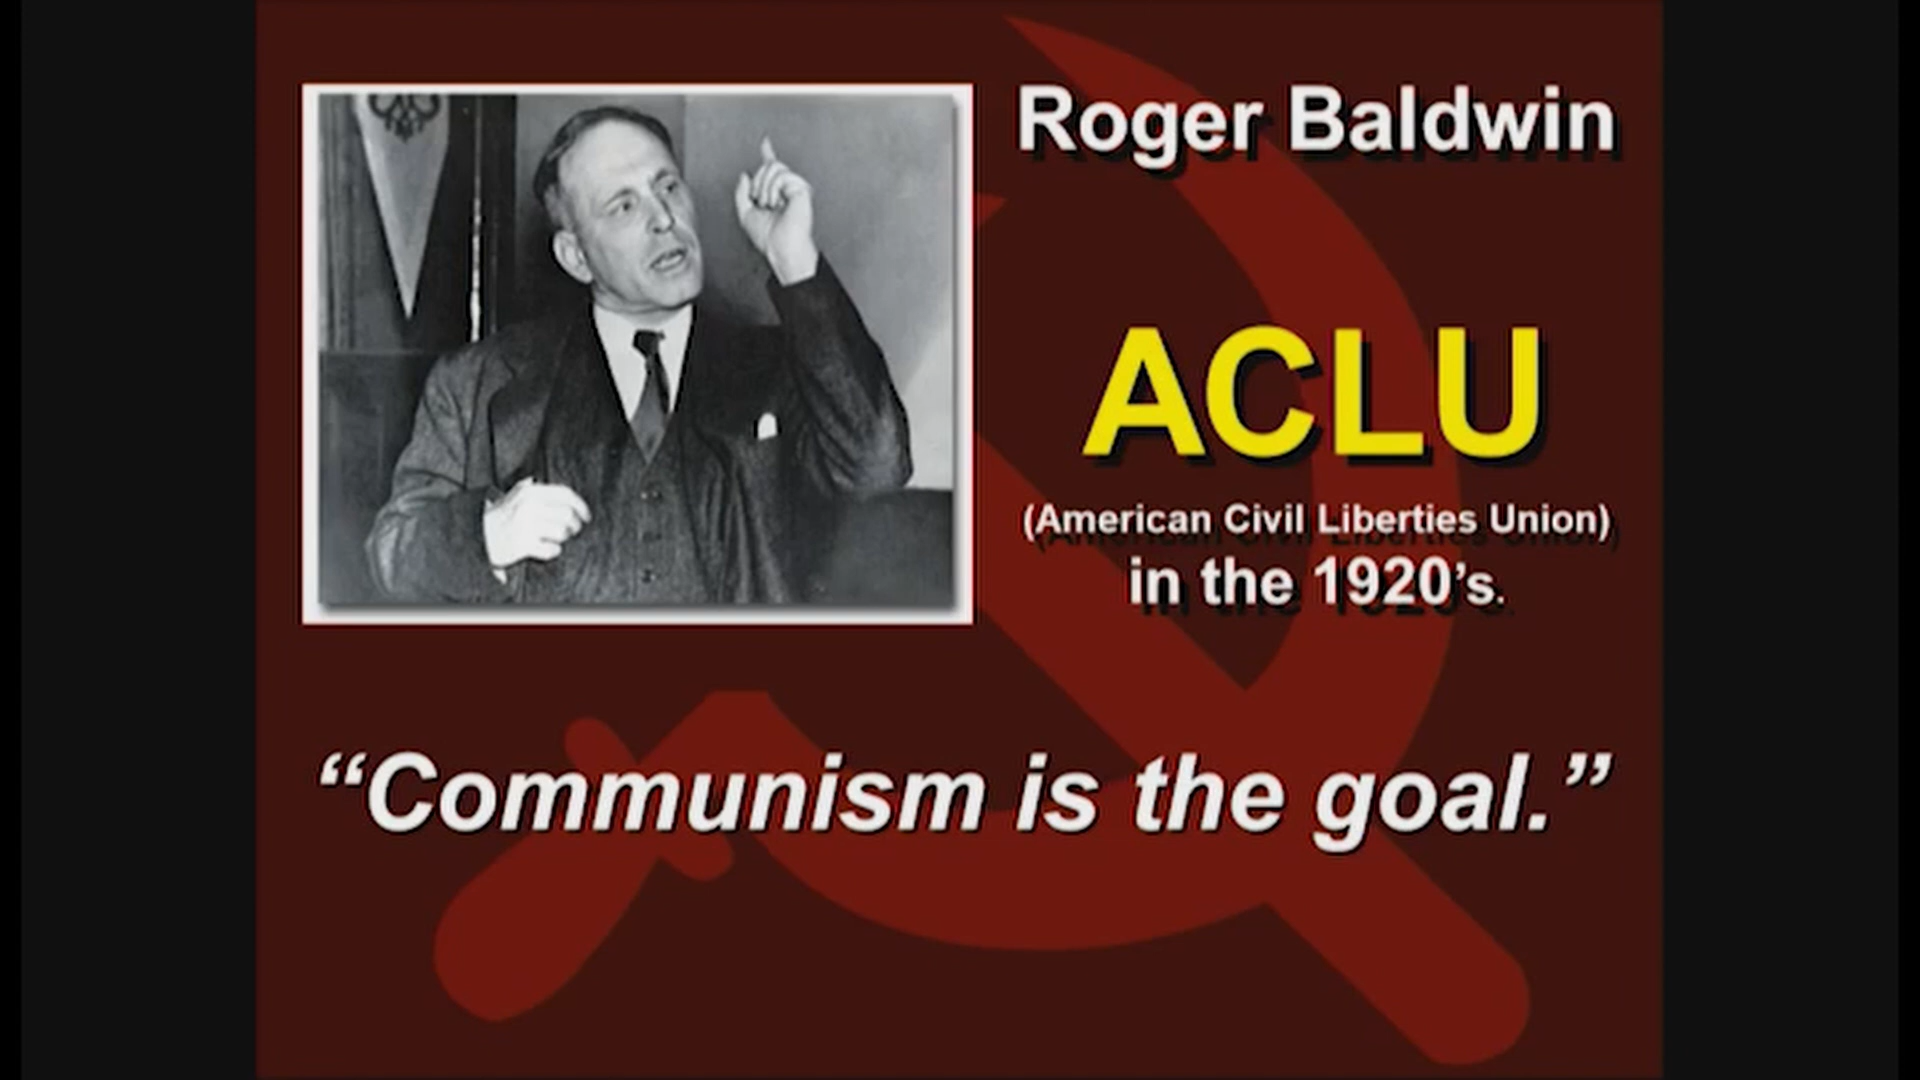 Roger Baldwin
ACLU
(American Civil Liberties Union)
in the 1920’s.
“Communism is the goal.”